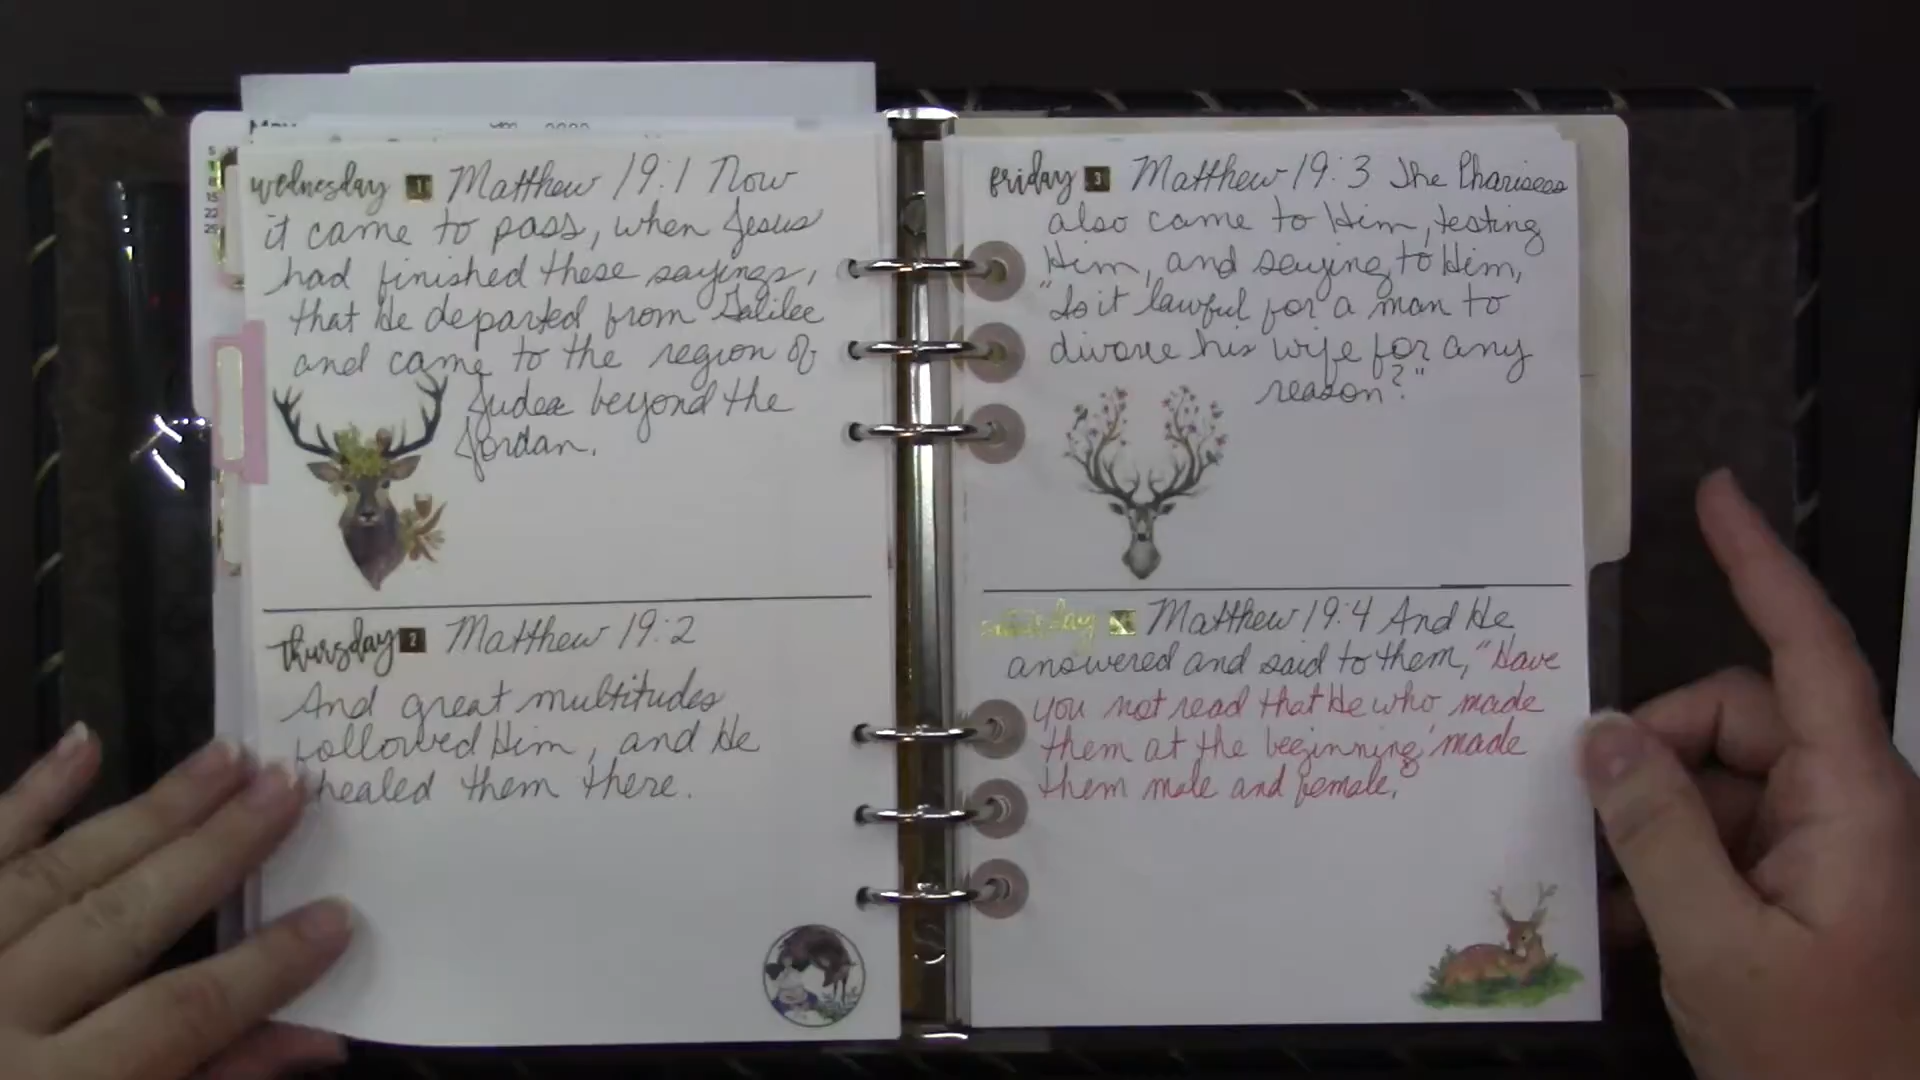 wednesday 1 Matthew 19:1 Now
it came to pass, when Jesus
had finished these sayings,
that He departed from Galilee
and came to the region of
Judea beyond the
Jordan.
thursday 2 Matthew 19:2
And great multitudes
followed Him, and He
healed them there.
friday 3 Matthew 19:3 The Pharisees
also came to Him, testing
Him, and saying to Him,
"Is it lawful for a man to
divorce his wife for any
reason?"
saturday 4 Matthew 19:4 And He
answered and said to them, "Have
you not read that He who made
them at the beginning 'made
them male and female,'